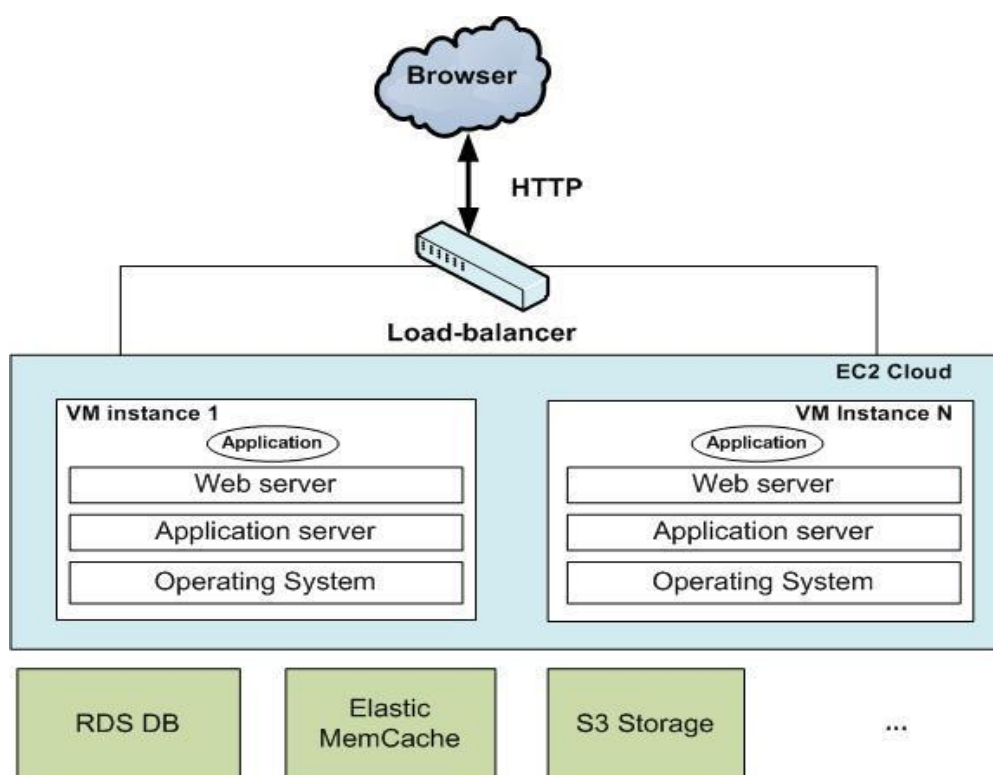 Browser
HTTP
Load-balancer
EC2 Cloud
VM instance 1
Application
Web server
Application server
Operating System
VM Instance N
Application
Web server
Application server
Operating System
RDS DB
Elastic
MemCache
S3 Storage
...